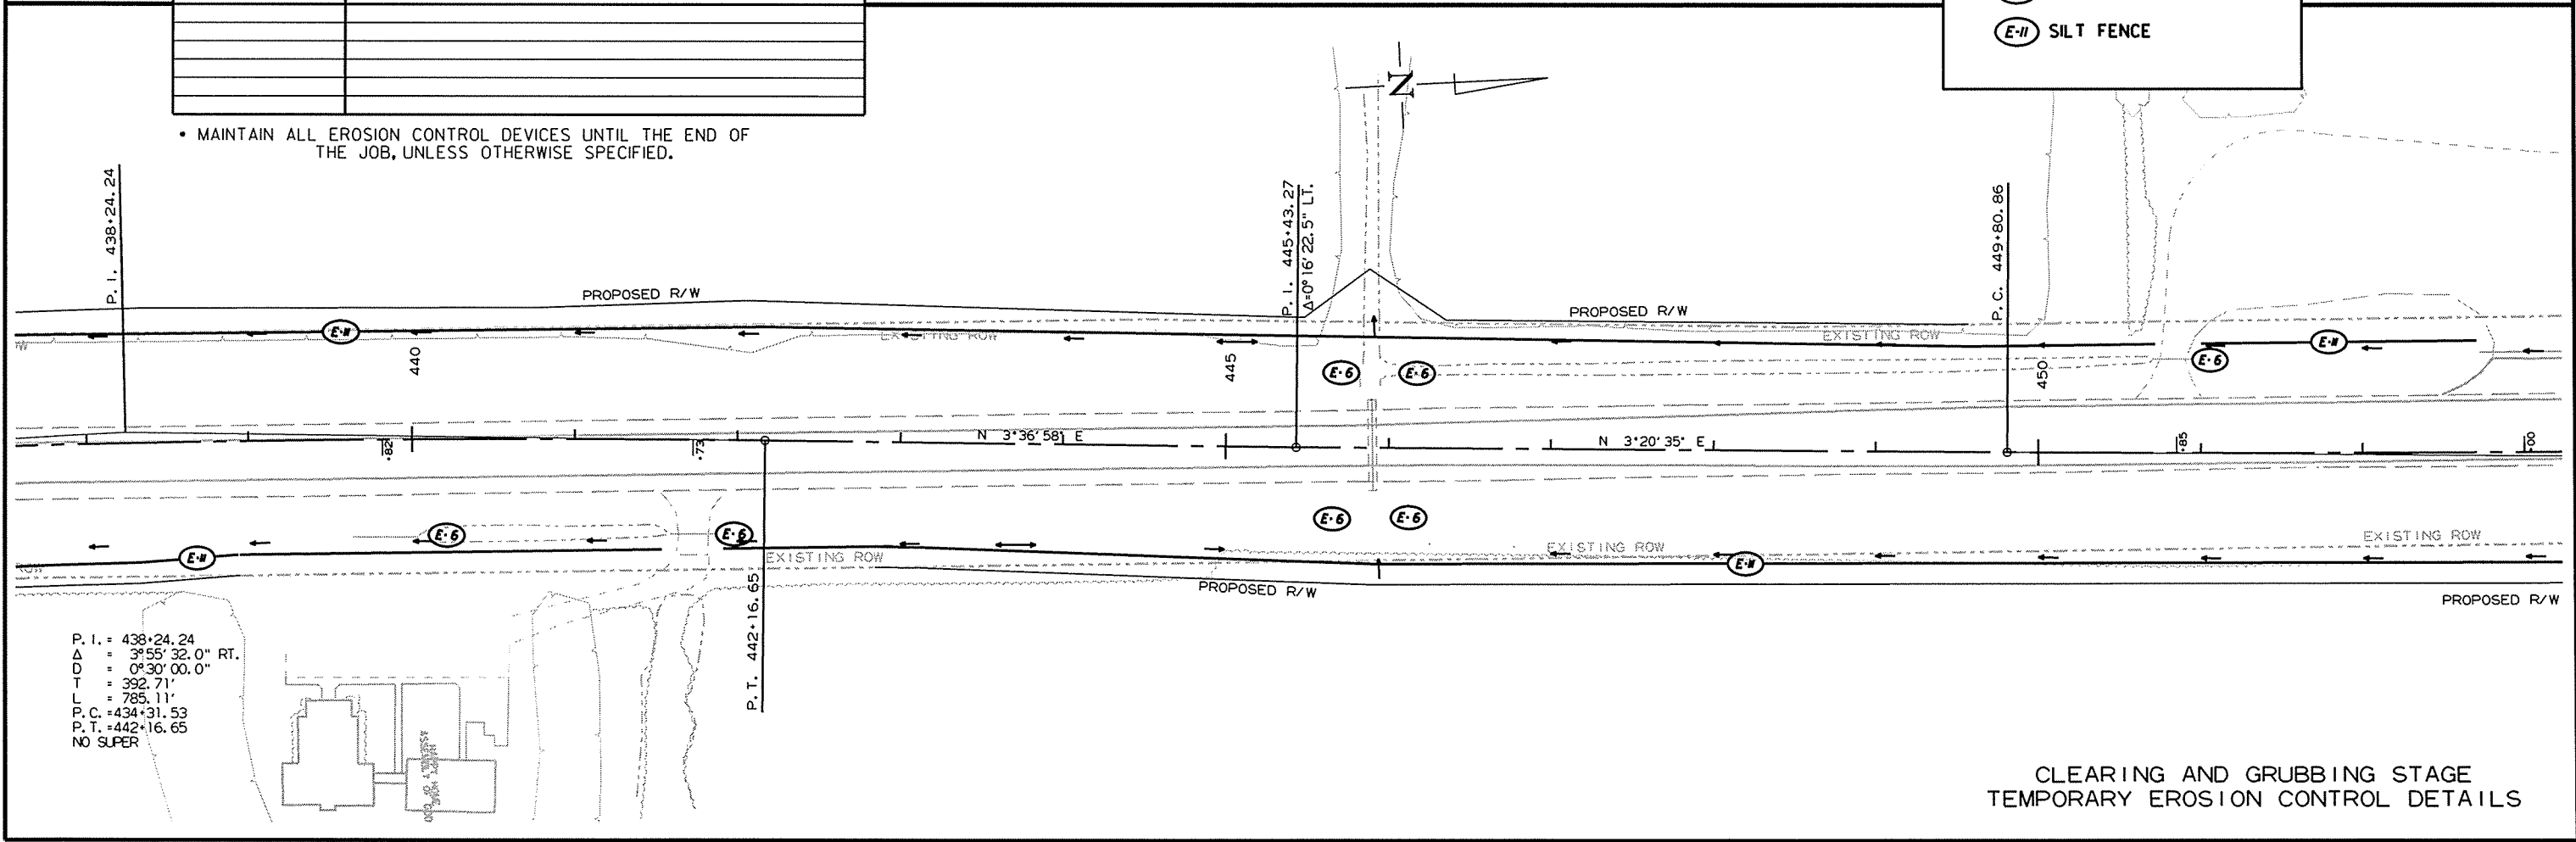 E-11 SILT FENCE
N
• MAINTAIN ALL EROSION CONTROL DEVICES UNTIL THE END OF
THE JOB, UNLESS OTHERWISE SPECIFIED.
P.I. 438+24.24
P.I. 445+43.27
Δ=0°16'22.5" LT.
P.C. 449+80.86
PROPOSED R/W
PROPOSED R/W
E-11
EXISTING ROW
EXISTING ROW
E-11
440
445
E-6
E-6
450
E-6
N 3°36'58" E
N 3°20'35" E
+82
+73
+85
+00
E-6
E-6
E-6
E-6
E-11
EXISTING ROW
EXISTING ROW
EXISTING ROW
E-11
PROPOSED R/W
PROPOSED R/W
P.T. 442+16.65
P.I. = 438+24.24
Δ = 3°55'32.0" RT.
D = 0°30'00.0"
T = 392.71'
L = 785.11'
P.C. =434+31.53
P.T. =442+16.65
NO SUPER
ASSEMBLY OF GOD
CLEARING AND GRUBBING STAGE
TEMPORARY EROSION CONTROL DETAILS